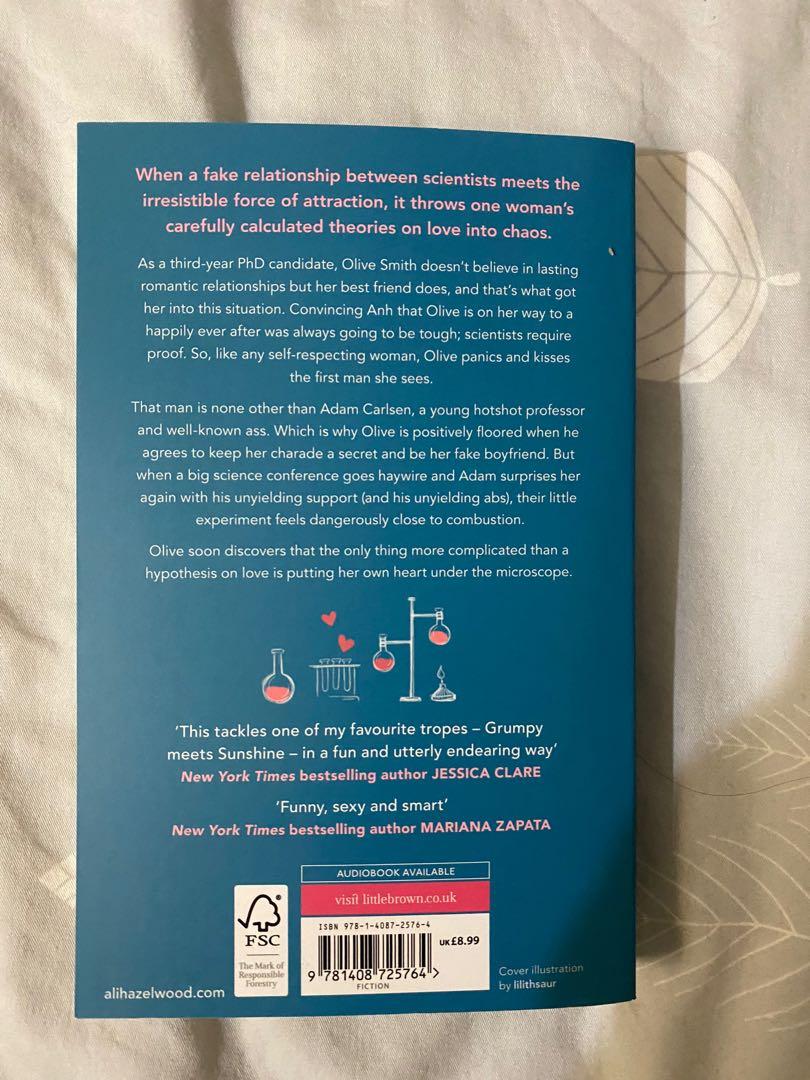 When a fake relationship between scientists meets the
irresistible force of attraction, it throws one woman's
carefully calculated theories on love into chaos.
As a third-year PhD candidate, Olive Smith doesn't believe in lasting
romantic relationships but her best friend does, and that's what got
her into this situation. Convincing Anh that Olive is on her way to a
happily ever after was always going to be tough; scientists require
proof. So, like any self-respecting woman, Olive panics and kisses
the first man she sees.
That man is none other than Adam Carlsen, a young hotshot professor
and well-known ass. Which is why Olive is positively floored when he
agrees to keep her charade a secret and be her fake boyfriend. But
when a big science conference goes haywire and Adam surprises her
again with his unyielding support (and his unyielding abs), their little
experiment feels dangerously close to combustion.
Olive soon discovers that the only thing more complicated than a
hypothesis on love is putting her own heart under the microscope.
'This tackles one of my favourite tropes – Grumpy
meets Sunshine – in a fun and utterly endearing way'
New York Times bestselling author JESSICA CLARE
'Funny, sexy and smart'
New York Times bestselling author MARIANA ZAPATA
AUDIOBOOK AVAILABLE
visit littlebrown.co.uk
ISBN 978-1-4087-2576-4
UK £8.99
9 781408 725764 >
FICTION
FSC
The Mark of
Responsible
Forestry
alihazelwood.com
Cover illustration
by lilithsaur